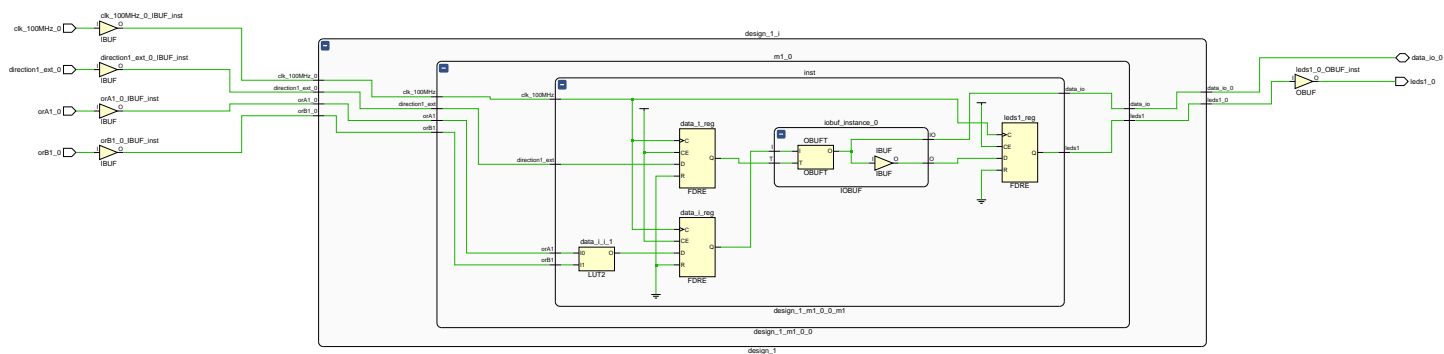 design_1_i
clk_100MHz_0_IBUF_inst
clk_100MHz_0
I
O
IBUF
direction1_ext_0_IBUF_inst
direction1_ext_0
I
O
IBUF
orA1_0_IBUF_inst
orA1_0
I
O
IBUF
orB1_0_IBUF_inst
orB1_0
I
O
IBUF
clk_100MHz_0
direction1_ext_0
orA1_0
orB1_0
m1_0
clk_100MHz
direction1_ext
orA1
orB1
inst
clk_100MHz
direction1_ext
orA1
orB1
data_i_i_1
I0
I1
O
LUT2
data_t_reg
C
CE
D
R
Q
FDRE
data_i_reg
C
CE
D
R
Q
FDRE
iobuf_instance_0
I
T
OBUFT
I
T
O
OBUFT
IBUF
I
O
IBUF
IO
O
IOBUF
leds1_reg
C
CE
D
R
Q
FDRE
data_io
leds1
data_io
leds1
data_io_0
leds1_0
leds1_0_OBUF_inst
I
O
OBUF
data_io_0
leds1_0
design_1_m1_0_0_m1
design_1_m1_0_0
design_1